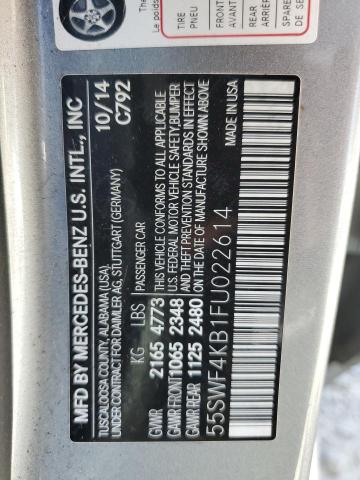 MFD BY MERCEDES-BENZ U.S. INTL., INC
TUSCALOOSA COUNTY, ALABAMA (USA),
UNDER CONTRACT FOR DAIMLER AG, STUTTGART (GERMANY)
10/14
C792
KG LBS PASSENGER CAR
GVWR 2165 4773
GAWR FRONT 1065 2348
GAWR REAR 1125 2480
THIS VEHICLE CONFORMS TO ALL APPLICABLE
U.S. FEDERAL MOTOR VEHICLE SAFETY, BUMPER
AND THEFT PREVENTION STANDARDS IN EFFECT
ON DATE OF MANUFACTURE SHOWN ABOVE
55SWF4KB1FU022614
MADE IN USA
The
Le poids
TIRE
PNEU
FRONT
AVANT
REAR
ARRIÈRE
SPARE
DE SE